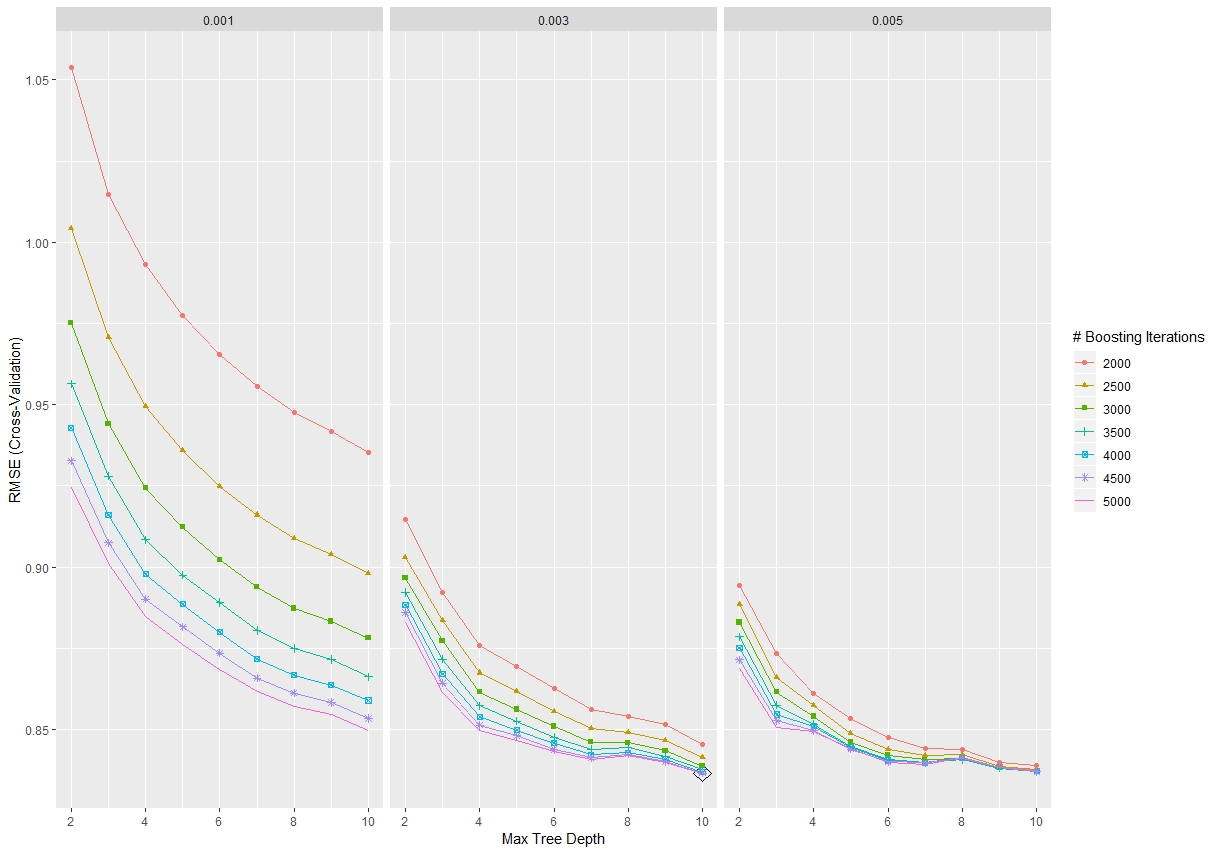 0.001 0.003 0.005
1.05
1.00
0.95
0.90
0.85
RMSE (Cross-Validation)
2 4 6 8 10 2 4 6 8 10 2 4 6 8 10
Max Tree Depth
# Boosting Iterations
2000
2500
3000
3500
4000
4500
5000